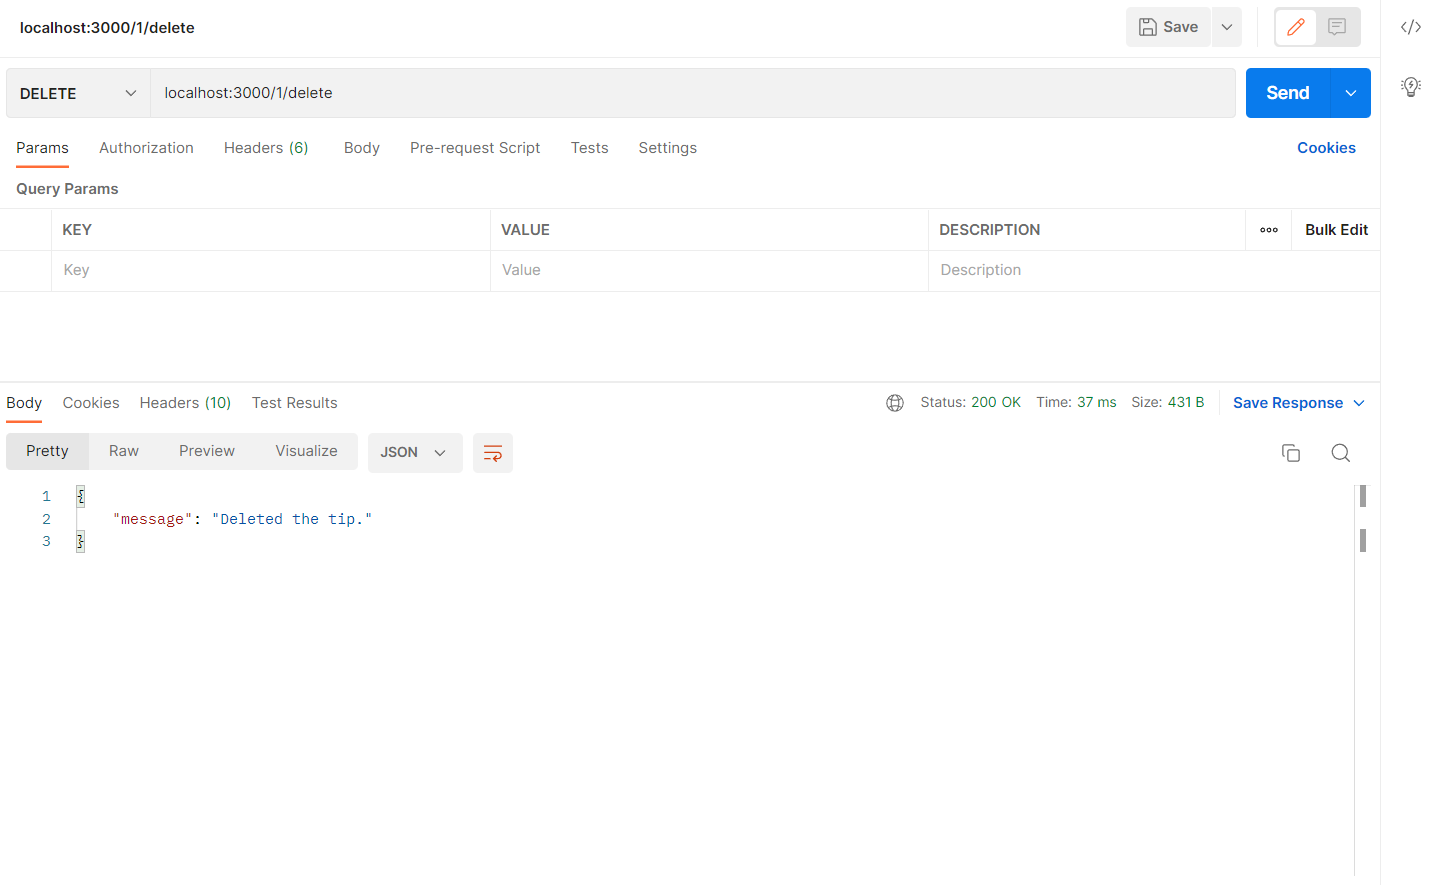 localhost:3000/1/delete
Save
DELETE
localhost:3000/1/delete
Send
Params Authorization Headers (6) Body Pre-request Script Tests Settings Cookies
Query Params
KEY VALUE DESCRIPTION Bulk Edit
Key Value Description
Body Cookies Headers (10) Test Results Status: 200 OK Time: 37 ms Size: 431 B Save Response
Pretty Raw Preview Visualize JSON
1 {
2 "message": "Deleted the tip."
3 }